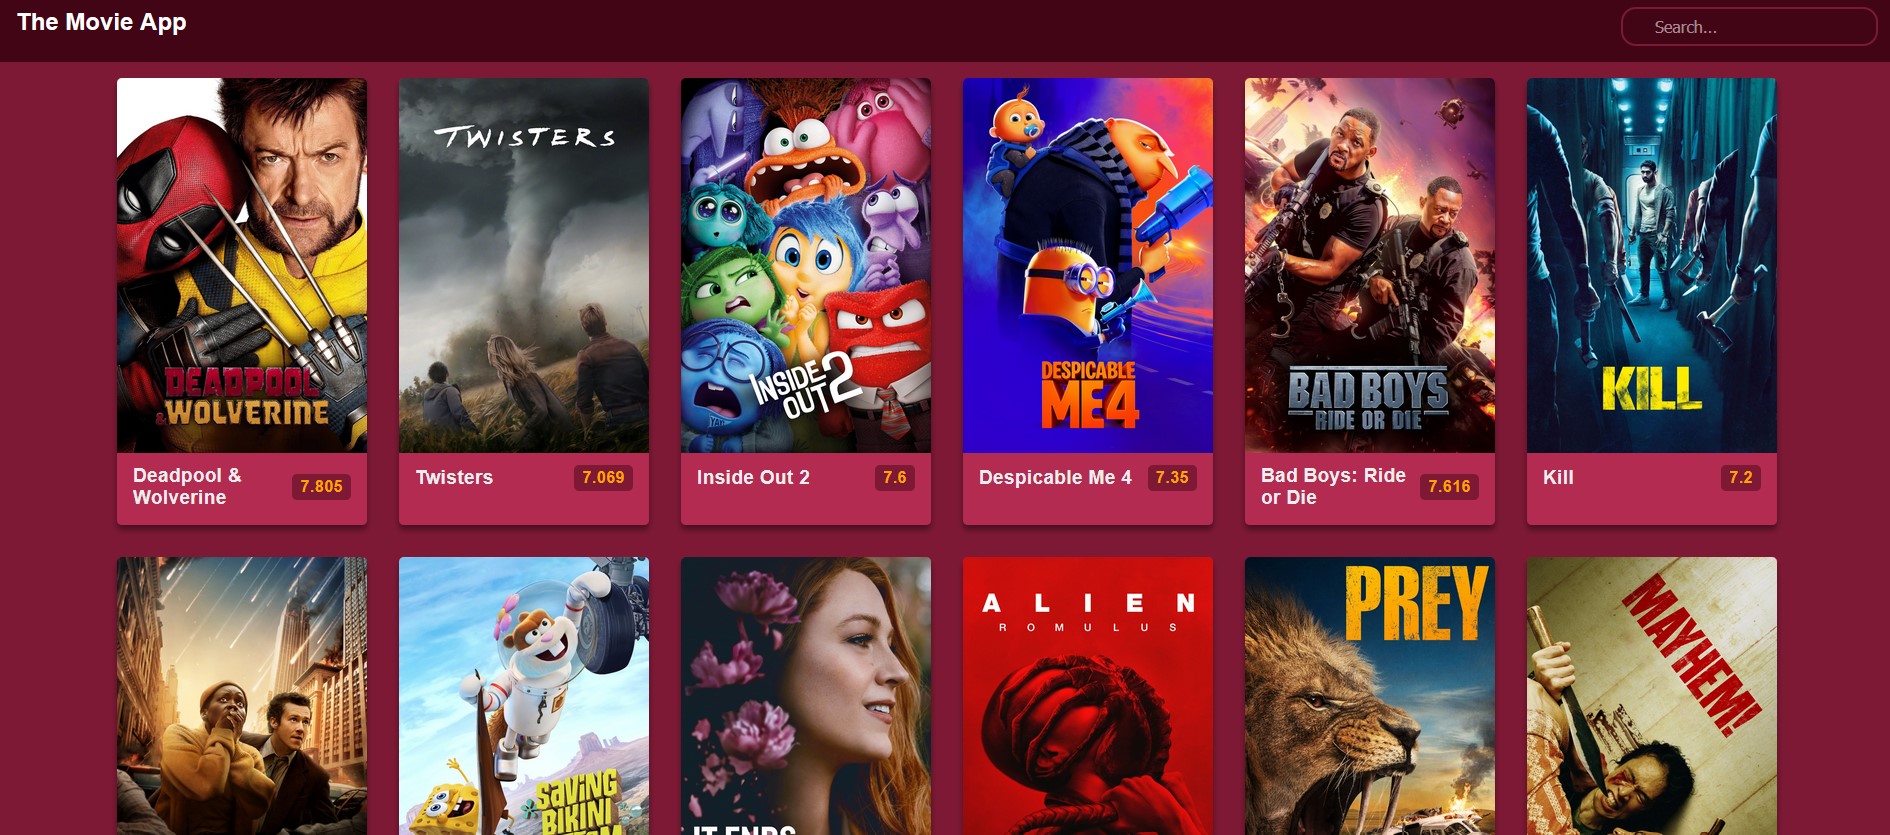 The Movie App
Search...
DEADPOOL
& WOLVERINE
TWISTERS
INSIDE
OUT 2
DESPICABLE
ME 4
BAD BOYS
RIDE OR DIE
KILL
Deadpool &
Wolverine
7.805
Twisters
7.069
Inside Out 2
7.6
Despicable Me 4
7.35
Bad Boys: Ride
or Die
7.616
Kill
7.2
SAVING
BIKINI
IT ENDS
ALIEN
ROMULUS
PREY
MAYHEM!